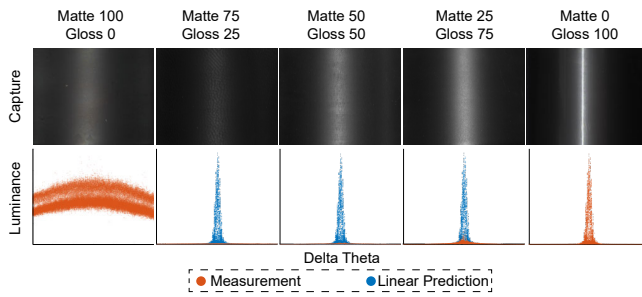 Matte 100 Matte 75 Matte 50 Matte 25 Matte 0
Gloss 0 Gloss 25 Gloss 50 Gloss 75 Gloss 100
Capture
Luminance
Delta Theta
Measurement Linear Prediction